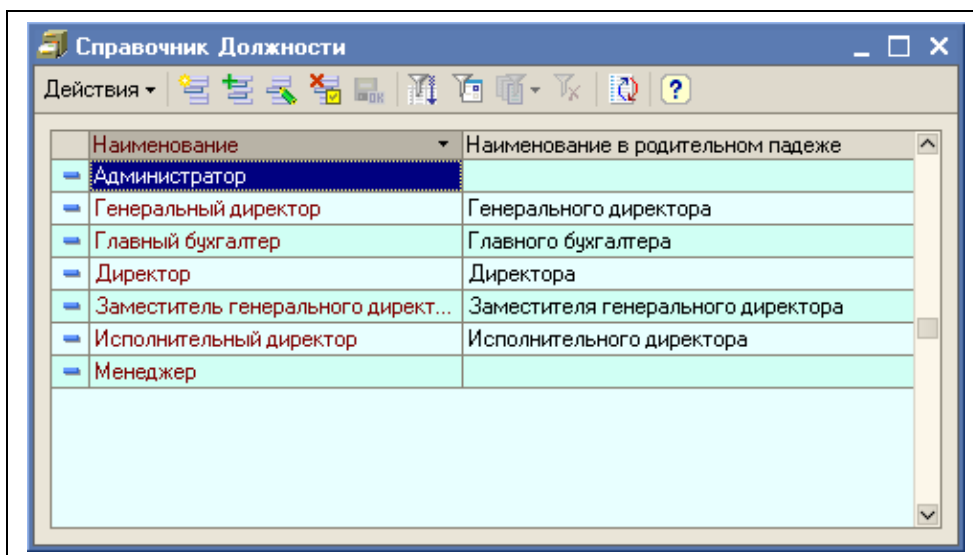 Справочник Должности
Действия
Наименование Наименование в родительном падеже
Администратор
Генеральный директор Генерального директора
Главный бухгалтер Главного бухгалтера
Директор Директора
Заместитель генерального директ... Заместителя генерального директора
Исполнительный директор Исполнительного директора
Менеджер